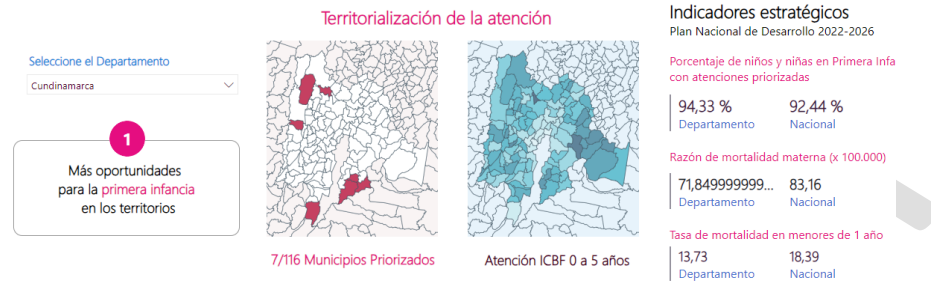 Territorialización de la atención
Seleccione el Departamento
Cundinamarca
1
Más oportunidades
para la primera infancia
en los territorios
7/116 Municipios Priorizados
Atención ICBF 0 a 5 años
Indicadores estratégicos
Plan Nacional de Desarrollo 2022-2026
Porcentaje de niños y niñas en Primera Infa
con atenciones priorizadas
94,33 % 92,44 %
Departamento Nacional
Razón de mortalidad materna (x 100.000)
71,849999999... 83,16
Departamento Nacional
Tasa de mortalidad en menores de 1 año
13,73 18,39
Departamento Nacional